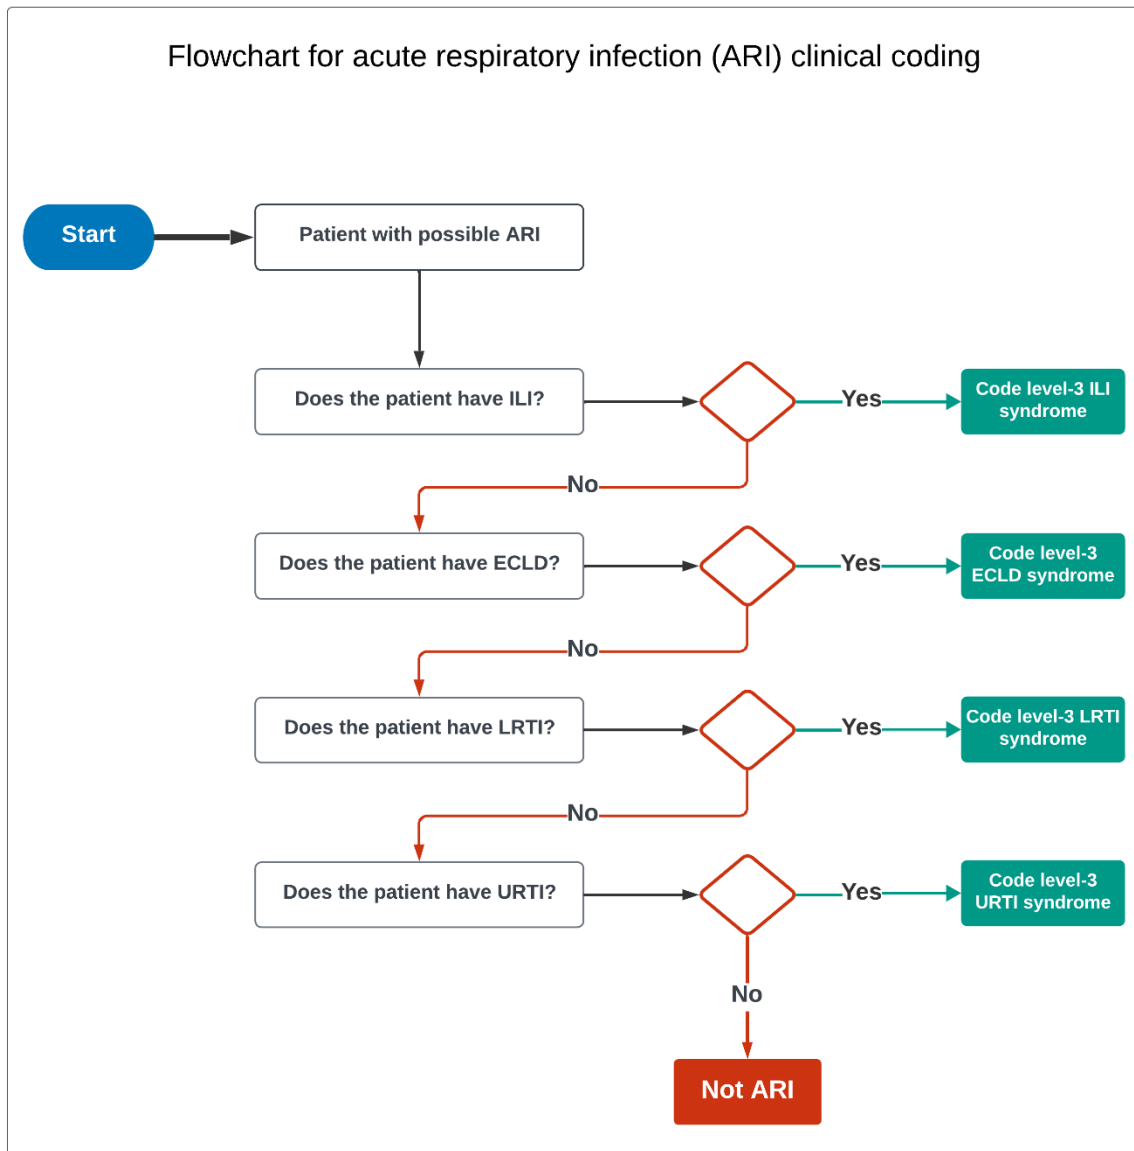 Flowchart for acute respiratory infection (ARI) clinical coding
Start
Patient with possible ARI
Does the patient have ILI?
Yes
Code level-3 ILI
syndrome
No
Does the patient have ECLD?
Yes
Code level-3
ECLD syndrome
No
Does the patient have LRTI?
Yes
Code level-3 LRTI
syndrome
No
Does the patient have URTI?
Yes
Code level-3
URTI syndrome
No
Not ARI